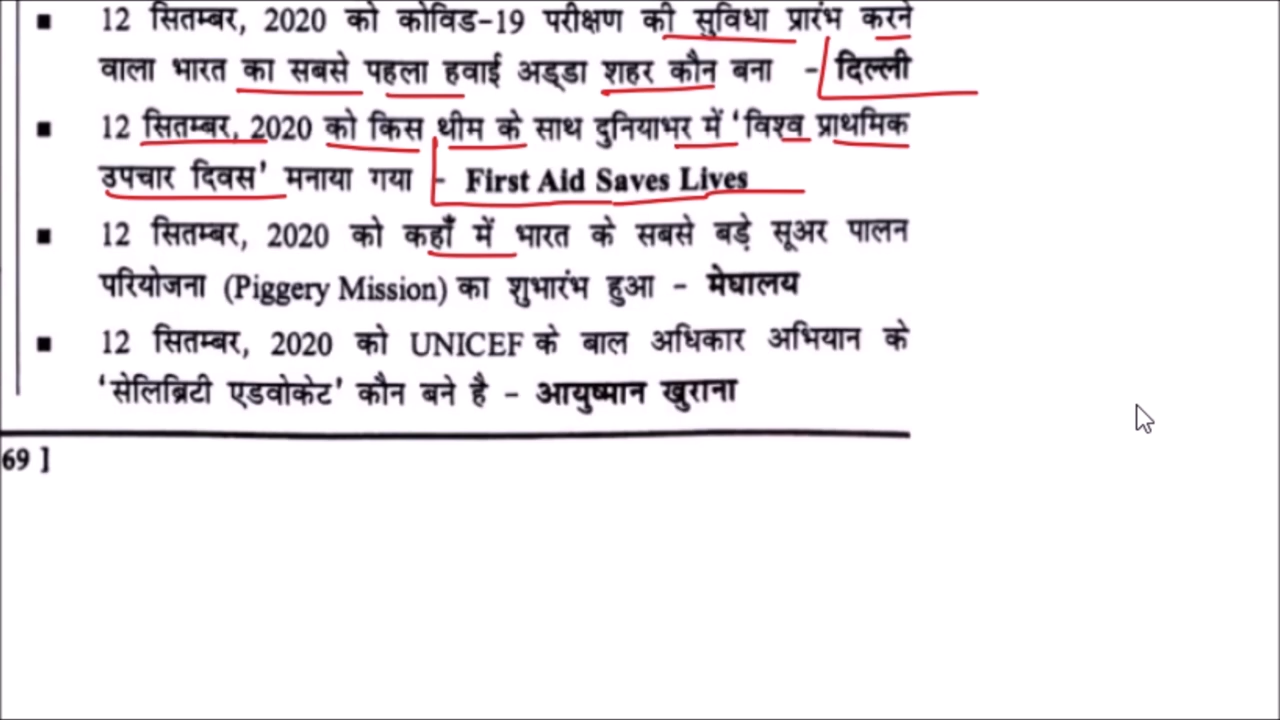 ▪ 12 सितम्बर, 2020 को कोविड-19 परीक्षण की सुविधा प्रारंभ करने
वाला भारत का सबसे पहला हवाई अड्डा शहर कौन बना - दिल्ली
▪ 12 सितम्बर, 2020 को किस थीम के साथ दुनियाभर में 'विश्व प्राथमिक
उपचार दिवस' मनाया गया - First Aid Saves Lives
▪ 12 सितम्बर, 2020 को कहाँ में भारत के सबसे बड़े सूअर पालन
परियोजना (Piggery Mission) का शुभारंभ हुआ - मेघालय
▪ 12 सितम्बर, 2020 को UNICEF के बाल अधिकार अभियान के
'सेलिब्रिटी एडवोकेट' कौन बने है - आयुष्मान खुराना
69 ]